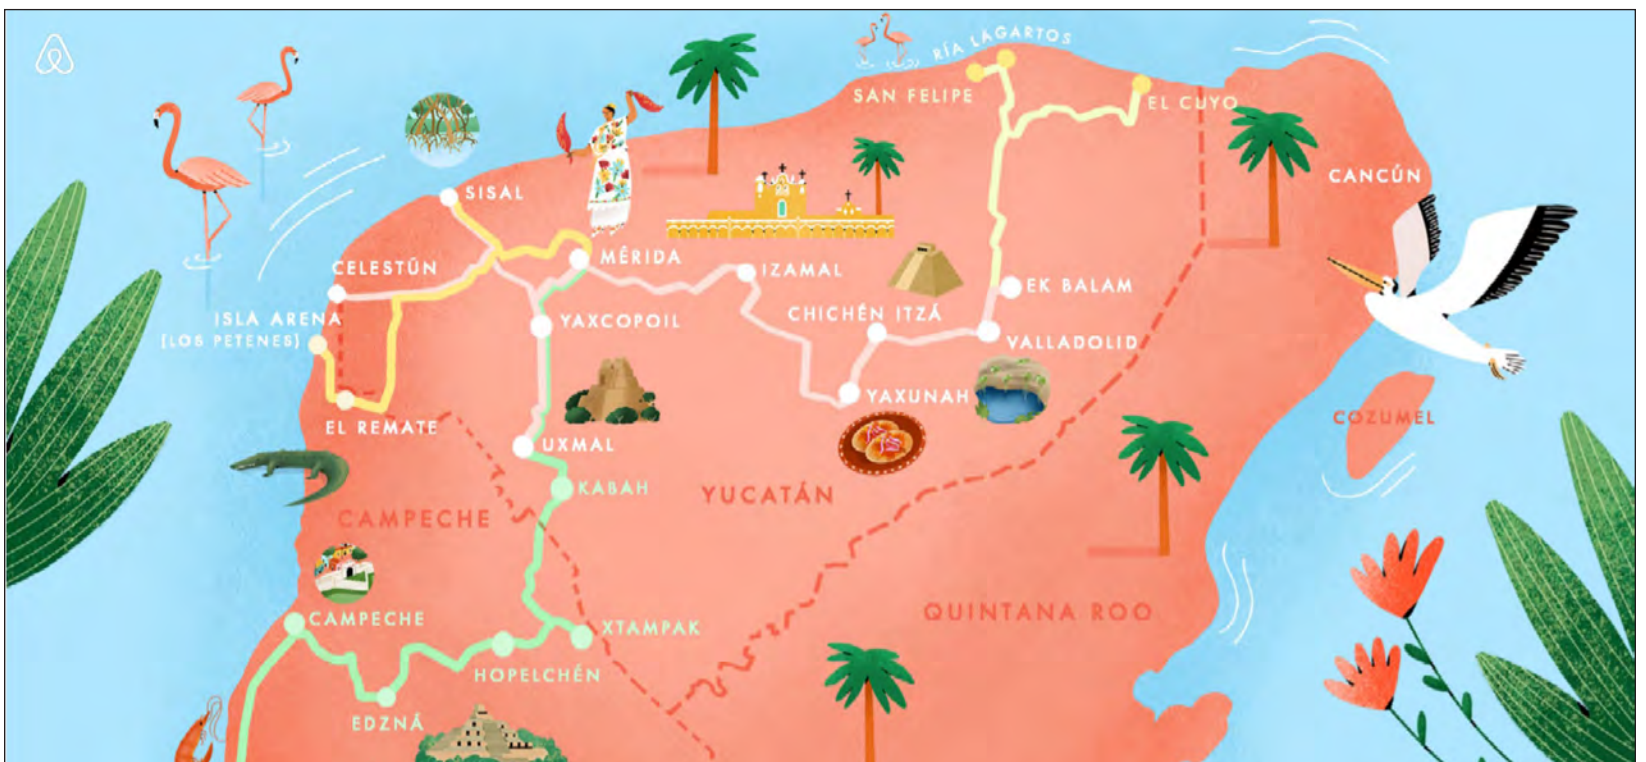 RÍA LAGARTOS
SAN FELIPE
EL CUYO
CANCÚN
SISAL
MÉRIDA
IZAMAL
CELESTÚN
EK BALAM
ISLA ARENA
(LOS PETENES)
YAXCOPOIL
CHICHÉN ITZÁ
VALLADOLID
YAXUNAH
COZUMEL
EL REMATE
UXMAL
KABAH
YUCATÁN
CAMPECHE
QUINTANA ROO
CAMPECHE
XTAMPAK
HOPELCHÉN
EDZNÁ